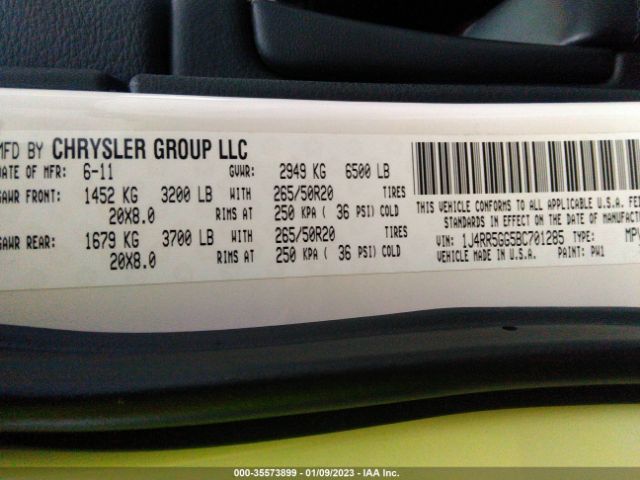 MFD BY CHRYSLER GROUP LLC
DATE OF MFR: 6-11 GVWR: 2949 KG 6500 LB
GAWR FRONT: 1452 KG 3200 LB WITH 265/50R20 TIRES
20X8.0 RIMS AT 250 KPA ( 36 PSI) COLD
GAWR REAR: 1679 KG 3700 LB WITH 265/50R20 TIRES
20X8.0 RIMS AT 250 KPA ( 36 PSI) COLD
THIS VEHICLE CONFORMS TO ALL APPLICABLE U.S.A. FED
STANDARDS IN EFFECT ON THE DATE OF MANUFA
VIN: 1J4RR5GG5BC701285 TYPE: MPV
VEHICLE MADE IN U.S.A. PAINT: PW1
000-35573899 - 01/09/2023 - IAA Inc.